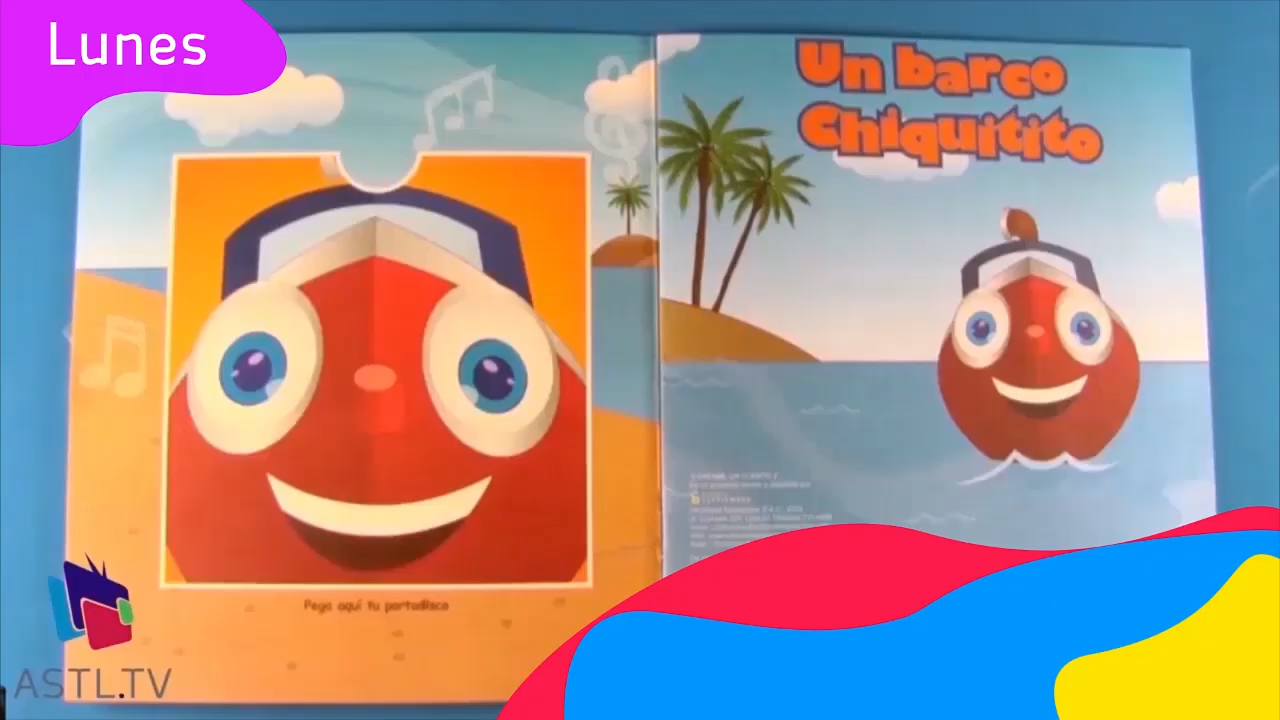 Lunes
Un barco
Chiquitito
Pega aquí tu portadisco
ASTL.TV